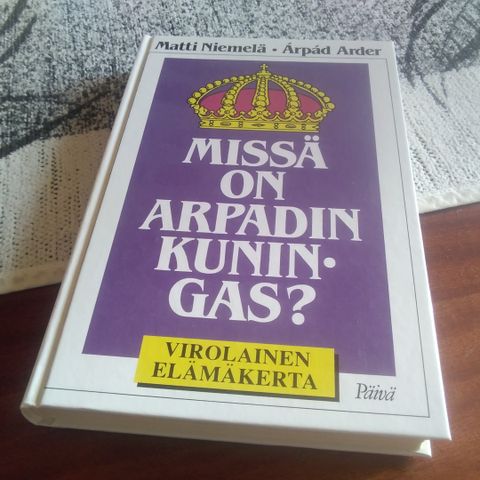 Matti Niemelä • Árpád Arder
MISSÄ
ON
ARPADIN
KUNIN-
GAS?
VIROLAINEN
ELÄMÄKERTA
Päivä